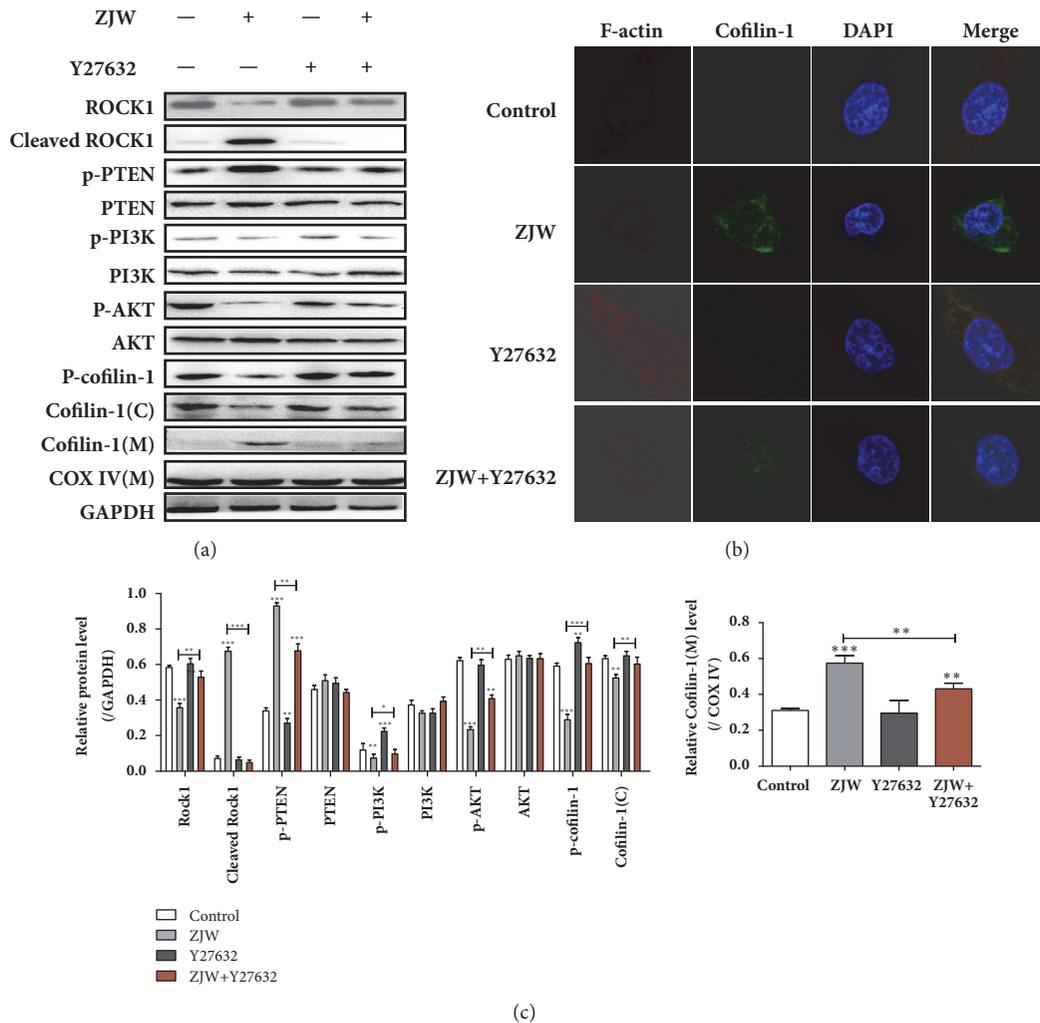 ZJW — + — +
Y27632 — — + +
ROCK1
Cleaved ROCK1
p-PTEN
PTEN
p-PI3K
PI3K
P-AKT
AKT
P-cofilin-1
Cofilin-1(C)
Cofilin-1(M)
COX IV(M)
GAPDH
(a)
F-actin Cofilin-1 DAPI Merge
Control
ZJW
Y27632
ZJW+Y27632
(b)
Relative protein level
(/GAPDH)
1.0
0.8
0.6
0.4
0.2
0.0
*** ** *** *** *** ** ** *** ** *** * *** ** ** *** ** *** ** **
Rock1
Cleaved Rock1
p-PTEN
PTEN
p-PI3K
PI3K
p-AKT
AKT
p-cofilin-1
Cofilin-1(C)
Control
ZJW
Y27632
ZJW+Y27632
Relative Cofilin-1(M) level
(/ COX IV)
0.8
0.6
0.4
0.2
0.0
**
*** **
Control ZJW Y27632 ZJW+
Y27632
(c)